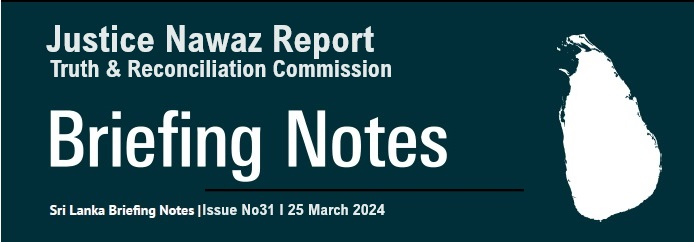 Justice Nawaz Report
Truth & Reconciliation Commission
Briefing Notes
Sri Lanka Briefing Notes |Issue No31 I 25 March 2024